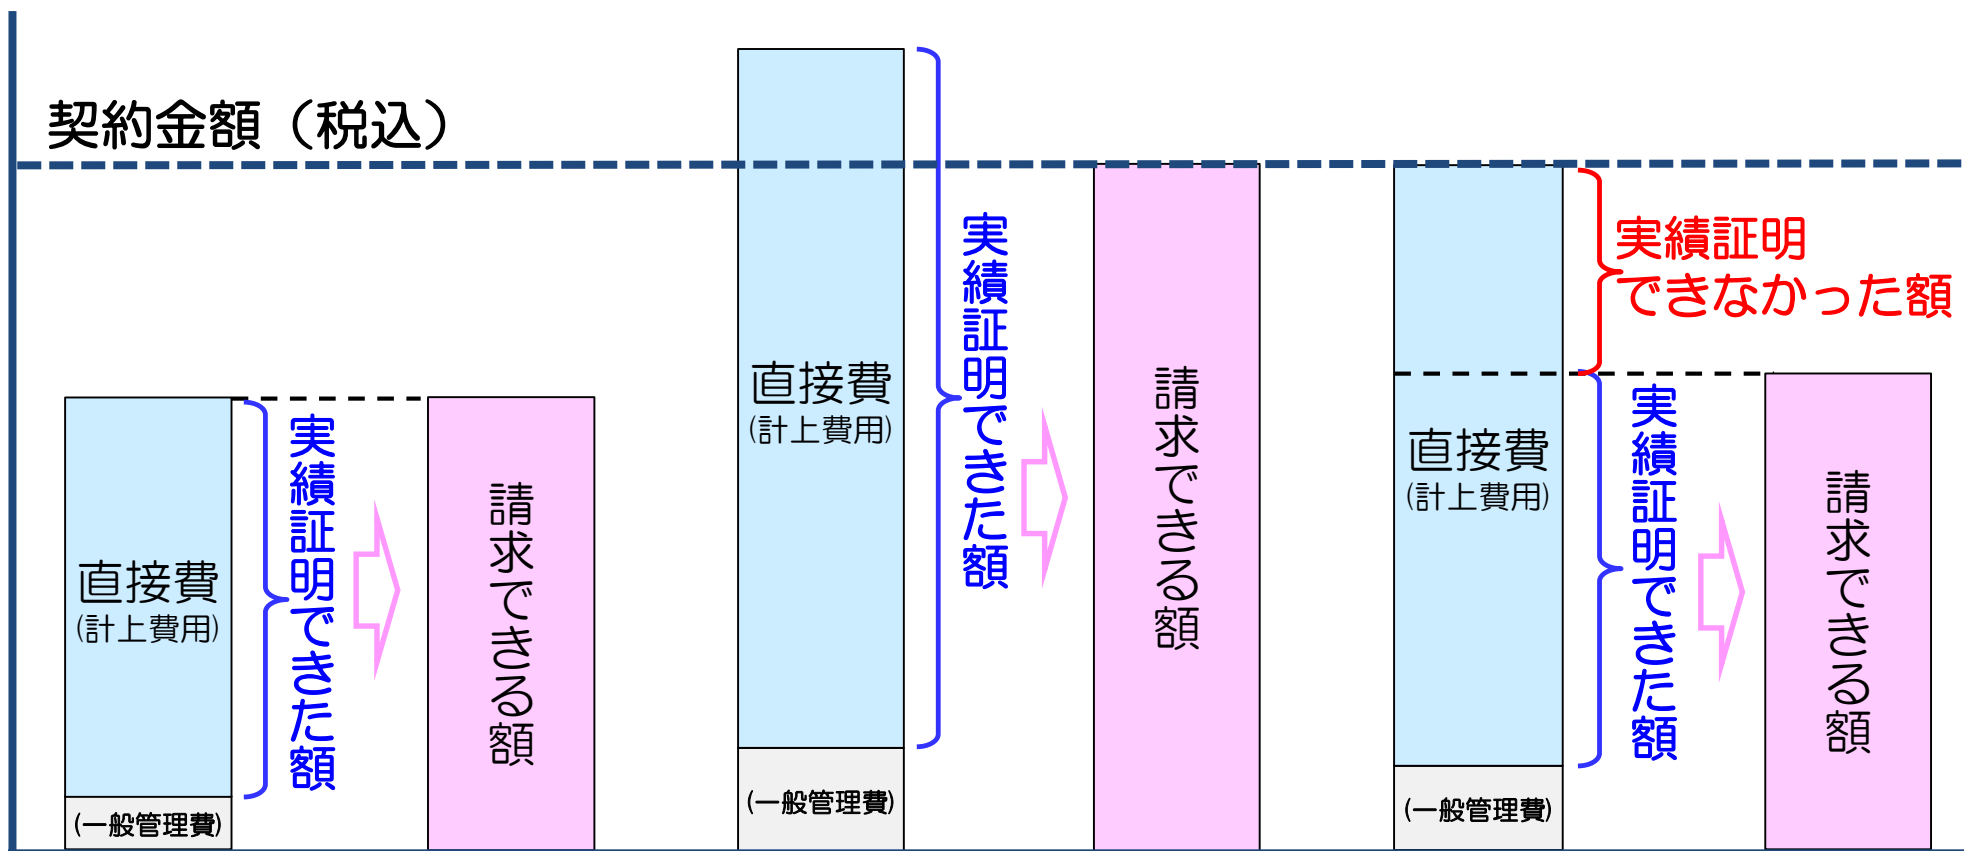 契約金額（税込）
直接費
(計上費用)
(一般管理費)
実績証明できた額
請求できる額
直接費
(計上費用)
(一般管理費)
実績証明できた額
請求できる額
直接費
(計上費用)
(一般管理費)
実績証明
できなかった額
実績証明できた額
請求できる額